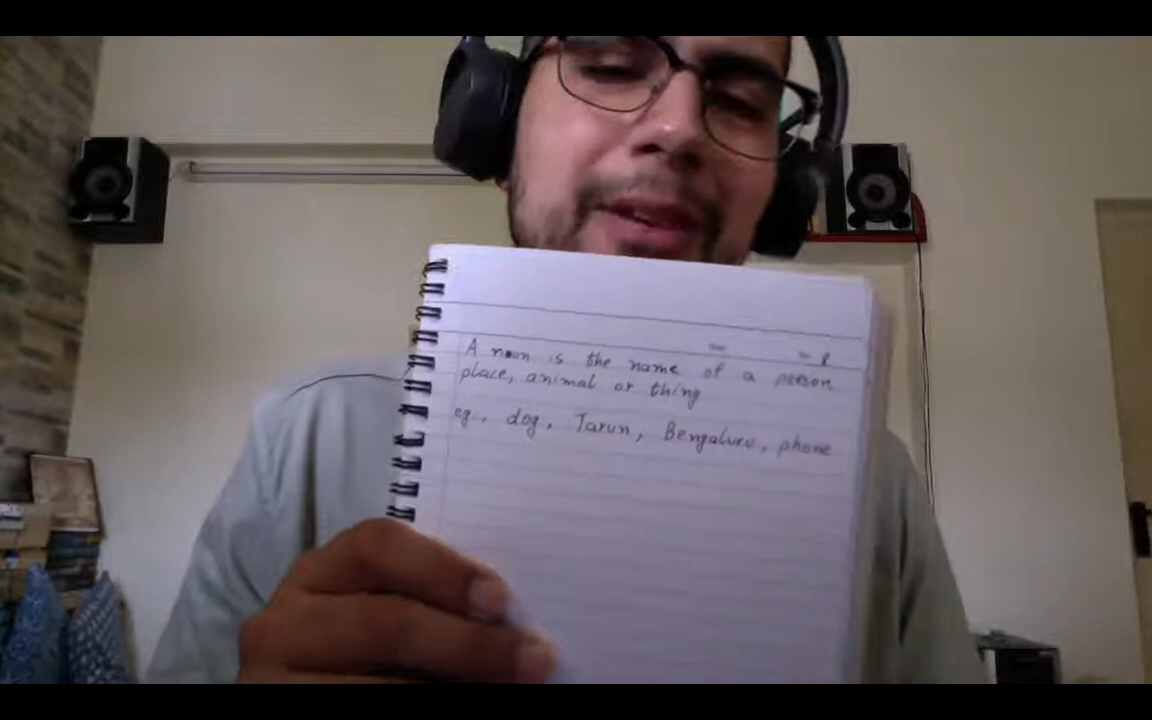 A noun is the name of a person
place, animal or thing
eg., dog, Tarun, Bengaluru, phone